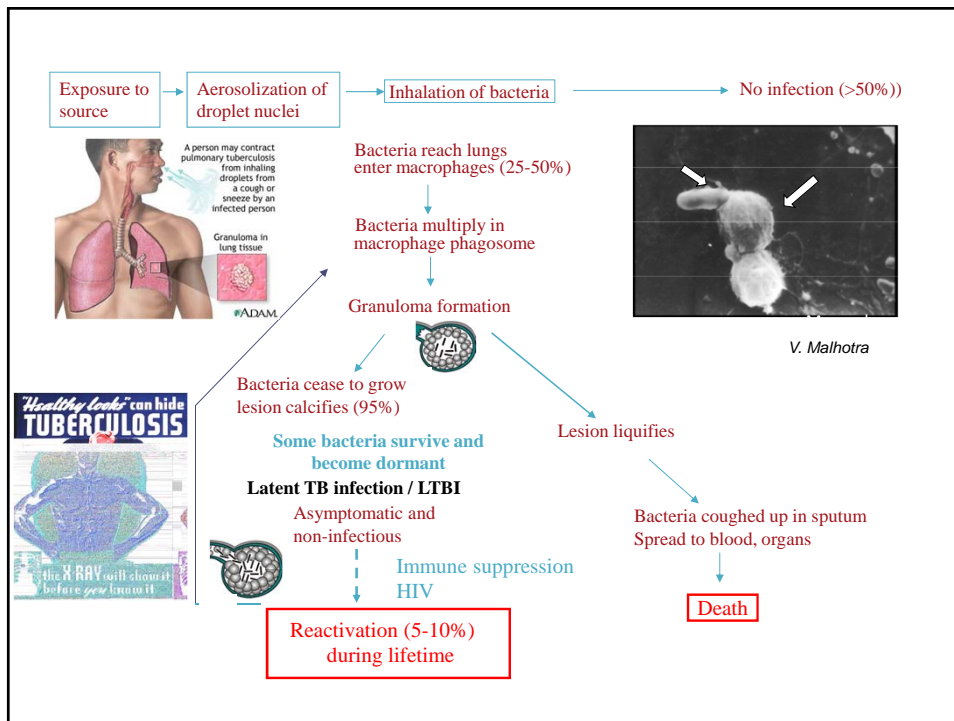 Exposure to
source
Aerosolization of
droplet nuclei
Inhalation of bacteria
No infection (>50%))
A person may contract
pulmonary tuberculosis
from inhaling
droplets from
a cough or
sneeze by an
infected person
Granuloma in
lung tissue
ADAM.
Bacteria reach lungs
enter macrophages (25-50%)
Bacteria multiply in
macrophage phagosome
Granuloma formation
V. Malhotra
Bacteria cease to grow
lesion calcifies (95%)
Some bacteria survive and
become dormant
Latent TB infection / LTBI
Asymptomatic and
non-infectious
Immune suppression
HIV
Reactivation (5-10%)
during lifetime
Lesion liquifies
Bacteria coughed up in sputum
Spread to blood, organs
Death
"Healthy looks" can hide
TUBERCULOSIS
the X-RAY will show it
before you know it